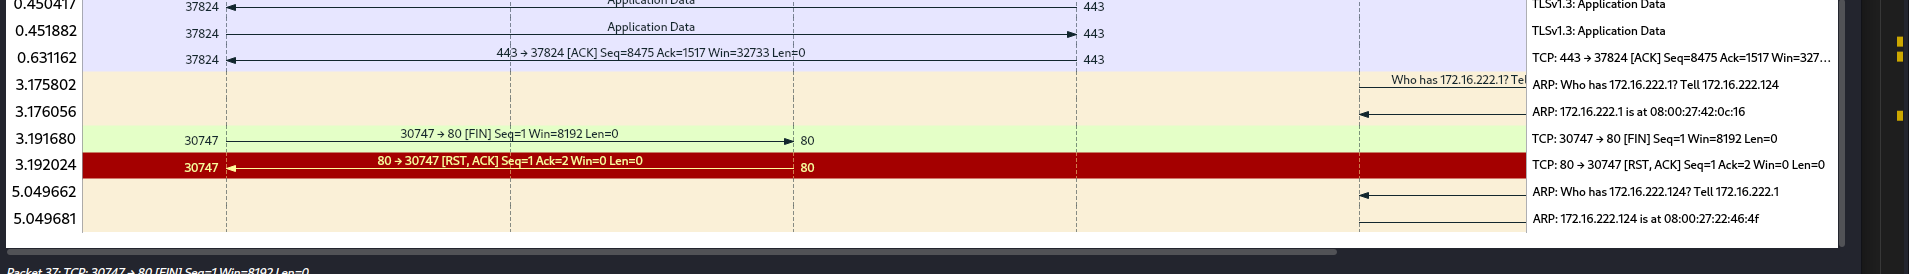 0.450417 37824 Application Data 443 TLSv1.3: Application Data
0.451882 37824 Application Data 443 TLSv1.3: Application Data
0.631162 37824 443 → 37824 [ACK] Seq=8475 Ack=1517 Win=32733 Len=0 443 TCP: 443 → 37824 [ACK] Seq=8475 Ack=1517 Win=327…
3.175802 Who has 172.16.222.1? Tel ARP: Who has 172.16.222.1? Tell 172.16.222.124
3.176056 ARP: 172.16.222.1 is at 08:00:27:42:0c:16
3.191680 30747 30747 → 80 [FIN] Seq=1 Win=8192 Len=0 80 TCP: 30747 → 80 [FIN] Seq=1 Win=8192 Len=0
3.192024 30747 80 → 30747 [RST, ACK] Seq=1 Ack=2 Win=0 Len=0 80 TCP: 80 → 30747 [RST, ACK] Seq=1 Ack=2 Win=0 Len=0
5.049662 ARP: Who has 172.16.222.124? Tell 172.16.222.1
5.049681 ARP: 172.16.222.124 is at 08:00:27:22:46:4f
Packet 37: TCP: 30747 → 80 [FIN] Seq=1 Win=8192 Len=0